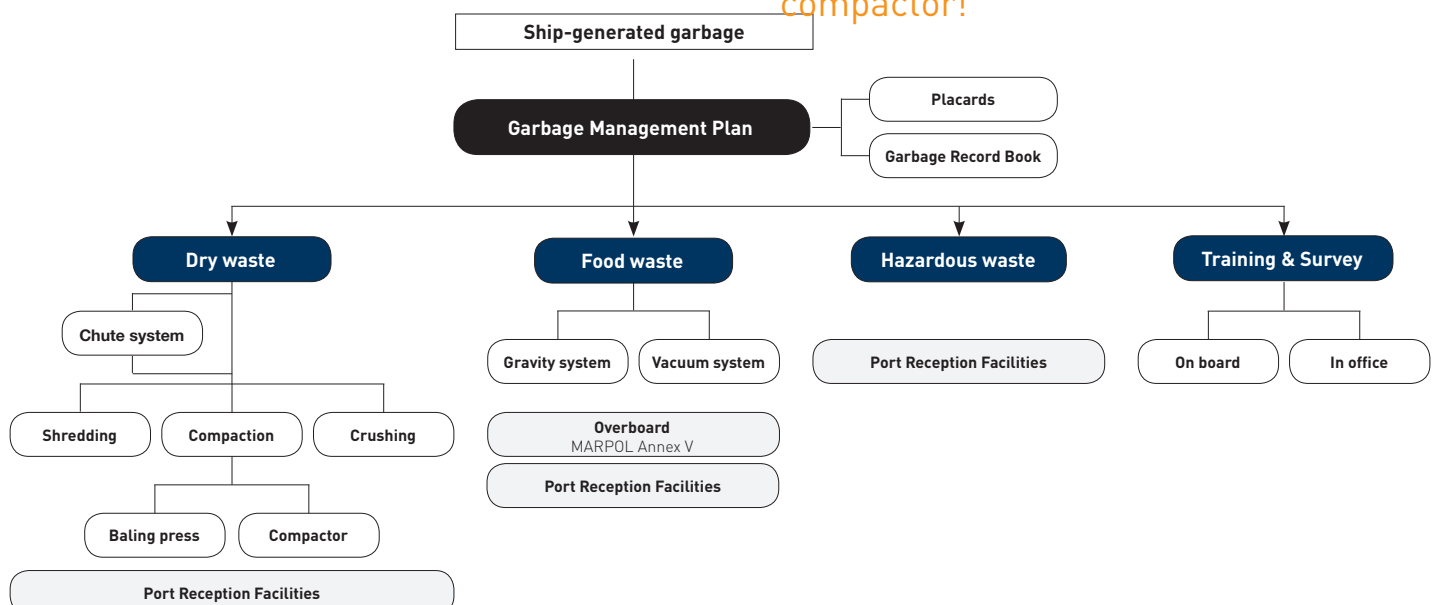 compactor!
Ship-generated garbage
Placards
Garbage Management Plan
Garbage Record Book
Dry waste
Food waste
Hazardous waste
Training & Survey
Chute system
Gravity system
Vacuum system
Port Reception Facilities
On board
In office
Shredding
Compaction
Crushing
Overboard
MARPOL Annex V
Port Reception Facilities
Baling press
Compactor
Port Reception Facilities